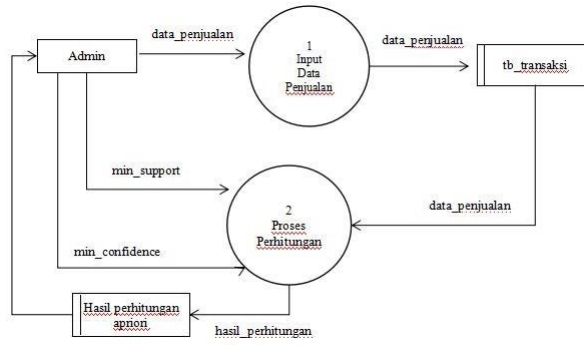 data_penjualan
Admin
1
Input
Data
Penjualan
data_penjualan
tb_transaksi
min_support
2
Proses
Perhitungan
data_penjualan
min_confidence
Hasil perhitungan
apriori
hasil_perhitungan